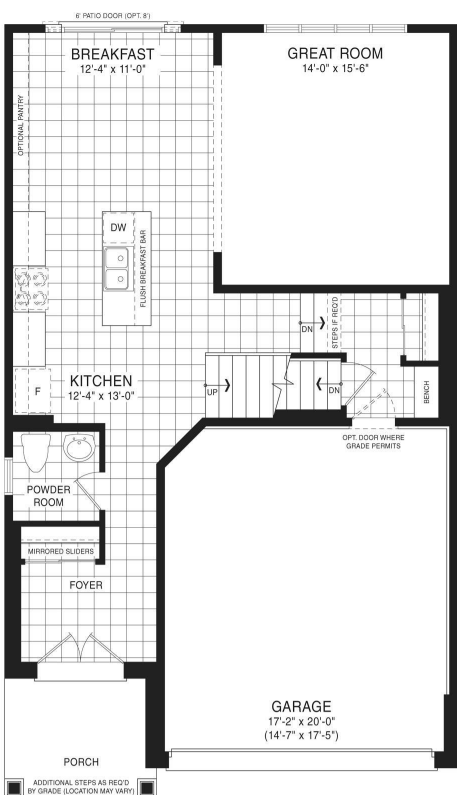 6' PATIO DOOR (OPT. 8')
BREAKFAST
12'-4" x 11'-0"
GREAT ROOM
14'-0" x 15'-6"
OPTIONAL PANTRY
DW
FLUSH BREAKFAST BAR
DN
STEPS IF REQ'D
F
KITCHEN
12'-4" x 13'-0"
UP
DN
BENCH
OPT. DOOR WHERE
GRADE PERMITS
POWDER
ROOM
MIRRORED SLIDERS
FOYER
GARAGE
17'-2" x 20'-0"
(14'-7" x 17'-5")
PORCH
ADDITIONAL STEPS AS REQ'D
BY GRADE (LOCATION MAY VARY)